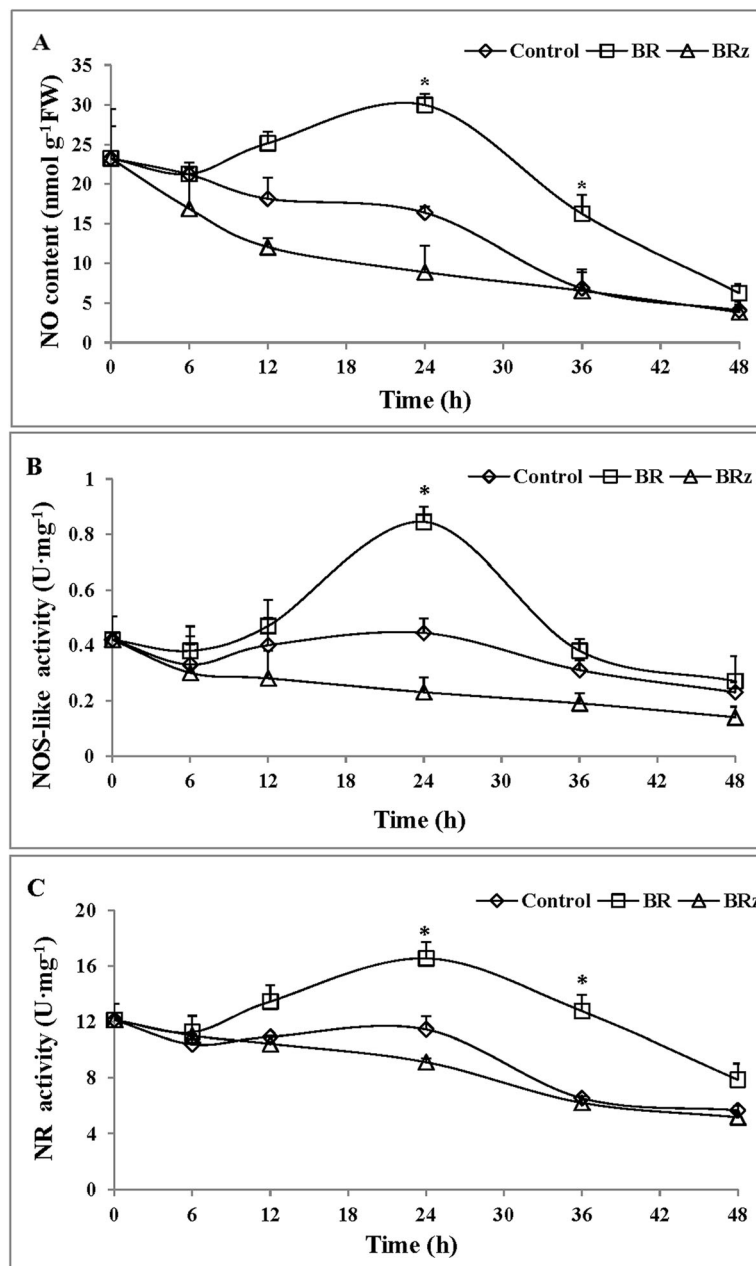 A
Control BR BRz
*
*
35
30
25
20
15
10
5
0
NO content (nmol g⁻¹FW)
0 6 12 18 24 30 36 42 48
Time (h)
B
Control BR BRz
*
1
0.8
0.6
0.4
0.2
0
NOS-like activity (U·mg⁻¹)
0 6 12 18 24 30 36 42 48
Time (h)
C
Control BR BRz
*
*
20
16
12
8
4
0
NR activity (U·mg⁻¹)
0 6 12 18 24 30 36 42 48
Time (h)